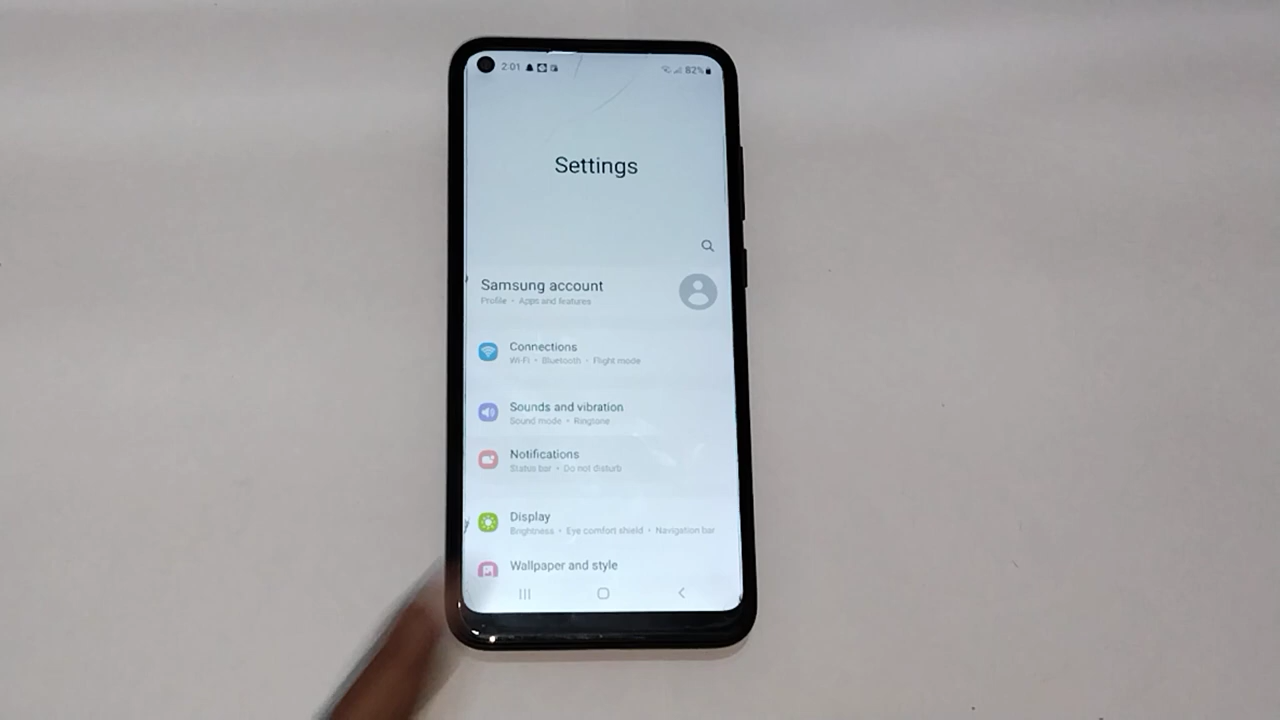 2:01
82%
Settings
Samsung account
Profile • Apps and features
Connections
Wi-Fi • Bluetooth • Flight mode
Sounds and vibration
Sound mode • Ringtone
Notifications
Status bar • Do not disturb
Display
Brightness • Eye comfort shield • Navigation bar
Wallpaper and style